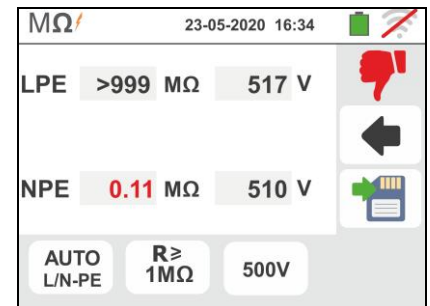 MΩ 23-05-2020 16:34
LPE >999 MΩ 517 V
NPE 0.11 MΩ 510 V
AUTO L/N-PE
R≥ 1MΩ
500V